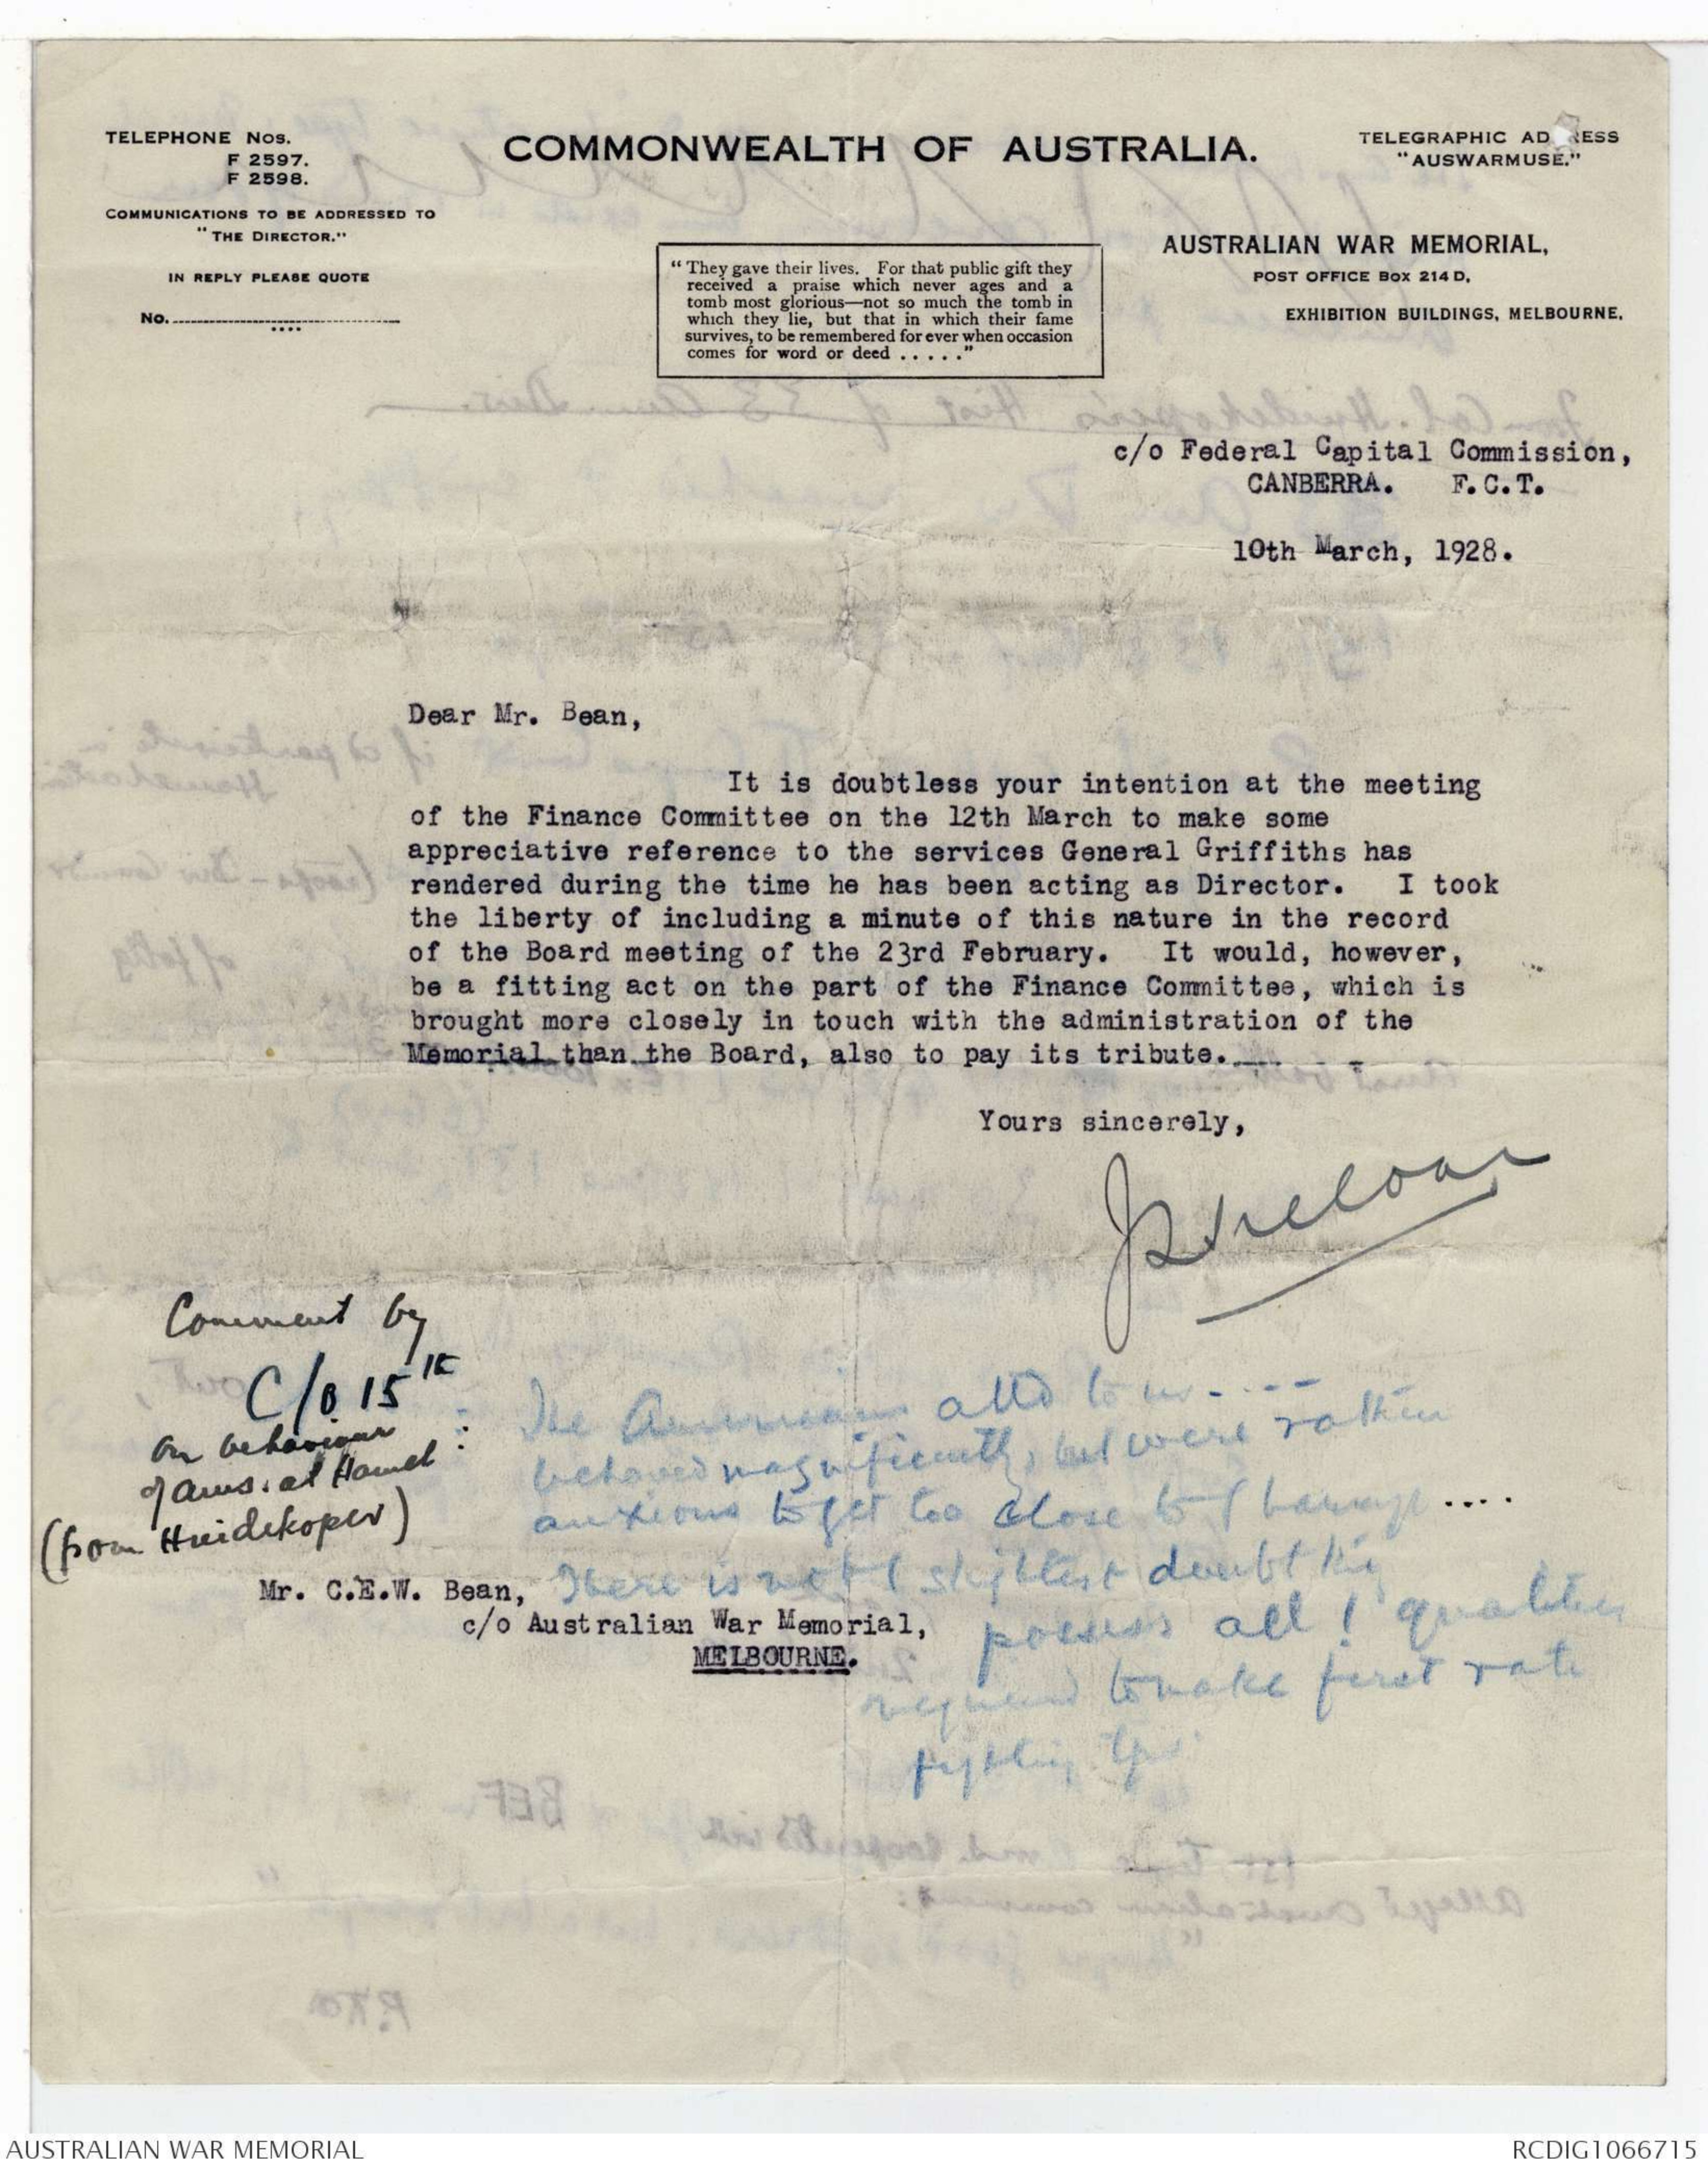 TELEPHONE Nos.
F 2597.
F 2598.
COMMUNICATIONS TO BE ADDRESSED TO
"THE DIRECTOR."
IN REPLY PLEASE QUOTE
No.
COMMONWEALTH OF AUSTRALIA.
"They gave their lives. For that public gift they
received a praise which never ages and a
tomb most glorious—not so much the tomb in
which they lie, but that in which their fame
survives, to be remembered for ever when occasion
comes for word or deed . . . . ."
TELEGRAPHIC AD RESS
"AUSWARMUSE."
AUSTRALIAN WAR MEMORIAL,
POST OFFICE BOX 214 D,
EXHIBITION BUILDINGS, MELBOURNE.
c/o Federal Capital Commission,
CANBERRA. F.C.T.
10th March, 1928.
Dear Mr. Bean,
It is doubtless your intention at the meeting
of the Finance Committee on the 12th March to make some
appreciative reference to the services General Griffiths has
rendered during the time he has been acting as Director. I took
the liberty of including a minute of this nature in the record
of the Board meeting of the 23rd February. It would, however,
be a fitting act on the part of the Finance Committee, which is
brought more closely in touch with the administration of the
Memorial than the Board, also to pay its tribute.
Yours sincerely,
J Treloar
Comment by
C/O 15th
on behaviour
of Ams. at Hamel :
(from Huidekoper)
The Americans attd to us - - - -
behaved magnificently, but were rather
anxious to get too close to barrage ....
There is not slightest doubt they
possess all qualities
required to make first rate
fighting
Mr. C.E.W. Bean,
c/o Australian War Memorial,
MELBOURNE.
AUSTRALIAN WAR MEMORIAL
RCDIG1066715